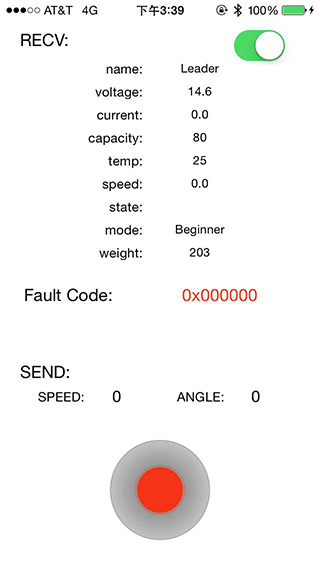 AT&T 4G 下午3:39 100%
RECV:
name: Leader
voltage: 14.6
current: 0.0
capacity: 80
temp: 25
speed: 0.0
state:
mode: Beginner
weight: 203
Fault Code: 0x000000
SEND:
SPEED: 0 ANGLE: 0